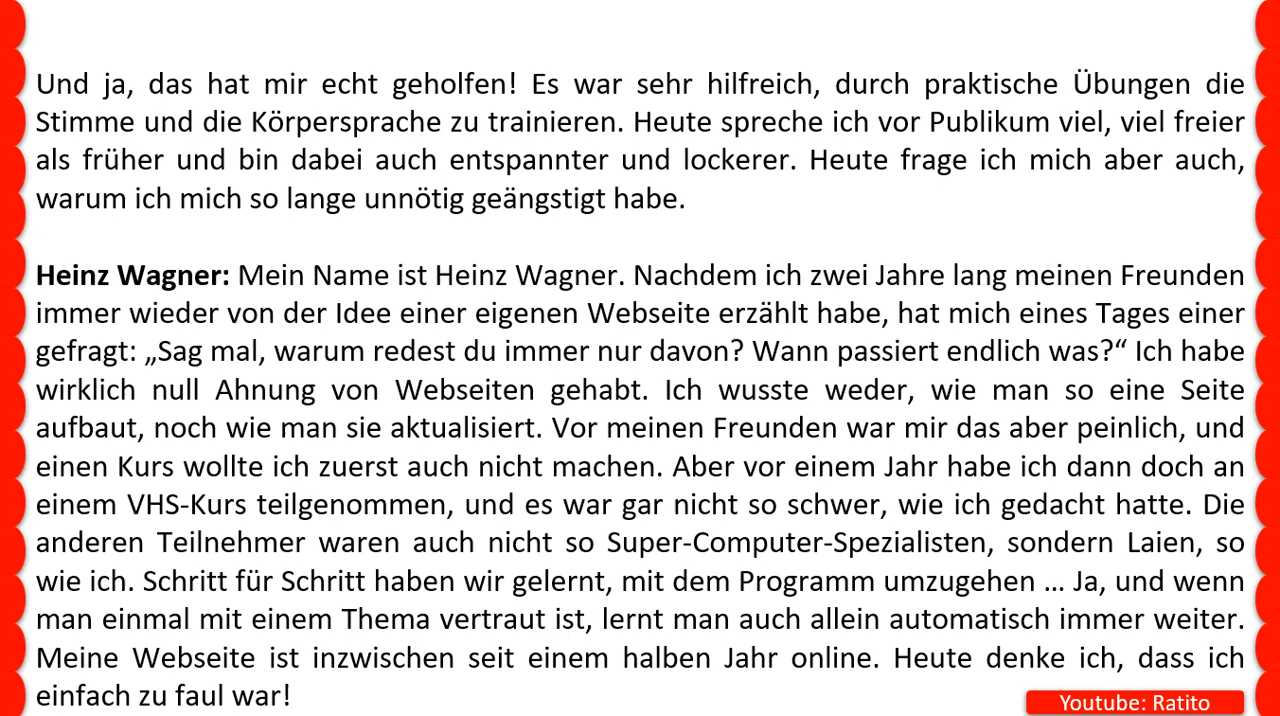 Und ja, das hat mir echt geholfen! Es war sehr hilfreich, durch praktische Übungen die
Stimme und die Körpersprache zu trainieren. Heute spreche ich vor Publikum viel, viel freier
als früher und bin dabei auch entspannter und lockerer. Heute frage ich mich aber auch,
warum ich mich so lange unnötig geängstigt habe.
Heinz Wagner: Mein Name ist Heinz Wagner. Nachdem ich zwei Jahre lang meinen Freunden
immer wieder von der Idee einer eigenen Webseite erzählt habe, hat mich eines Tages einer
gefragt: „Sag mal, warum redest du immer nur davon? Wann passiert endlich was?“ Ich habe
wirklich null Ahnung von Webseiten gehabt. Ich wusste weder, wie man so eine Seite
aufbaut, noch wie man sie aktualisiert. Vor meinen Freunden war mir das aber peinlich, und
einen Kurs wollte ich zuerst auch nicht machen. Aber vor einem Jahr habe ich dann doch an
einem VHS-Kurs teilgenommen, und es war gar nicht so schwer, wie ich gedacht hatte. Die
anderen Teilnehmer waren auch nicht so Super-Computer-Spezialisten, sondern Laien, so
wie ich. Schritt für Schritt haben wir gelernt, mit dem Programm umzugehen … Ja, und wenn
man einmal mit einem Thema vertraut ist, lernt man auch allein automatisch immer weiter.
Meine Webseite ist inzwischen seit einem halben Jahr online. Heute denke ich, dass ich
einfach zu faul war!
Youtube: Ratito